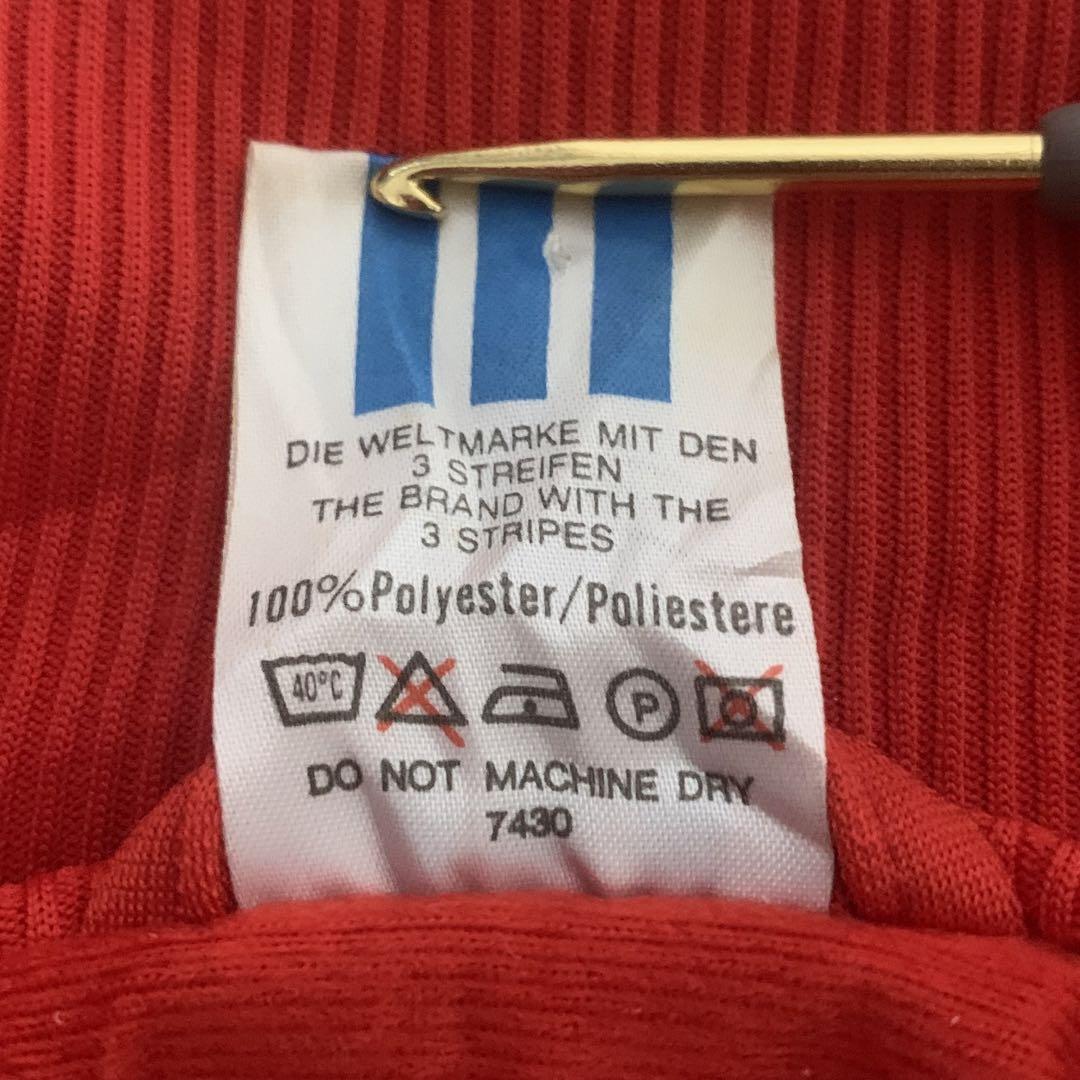 DIE WELTMARKE MIT DEN
3 STREIFEN
THE BRAND WITH THE
3 STRIPES
100%Polyester/Poliestere
40°C P
DO NOT MACHINE DRY
7430